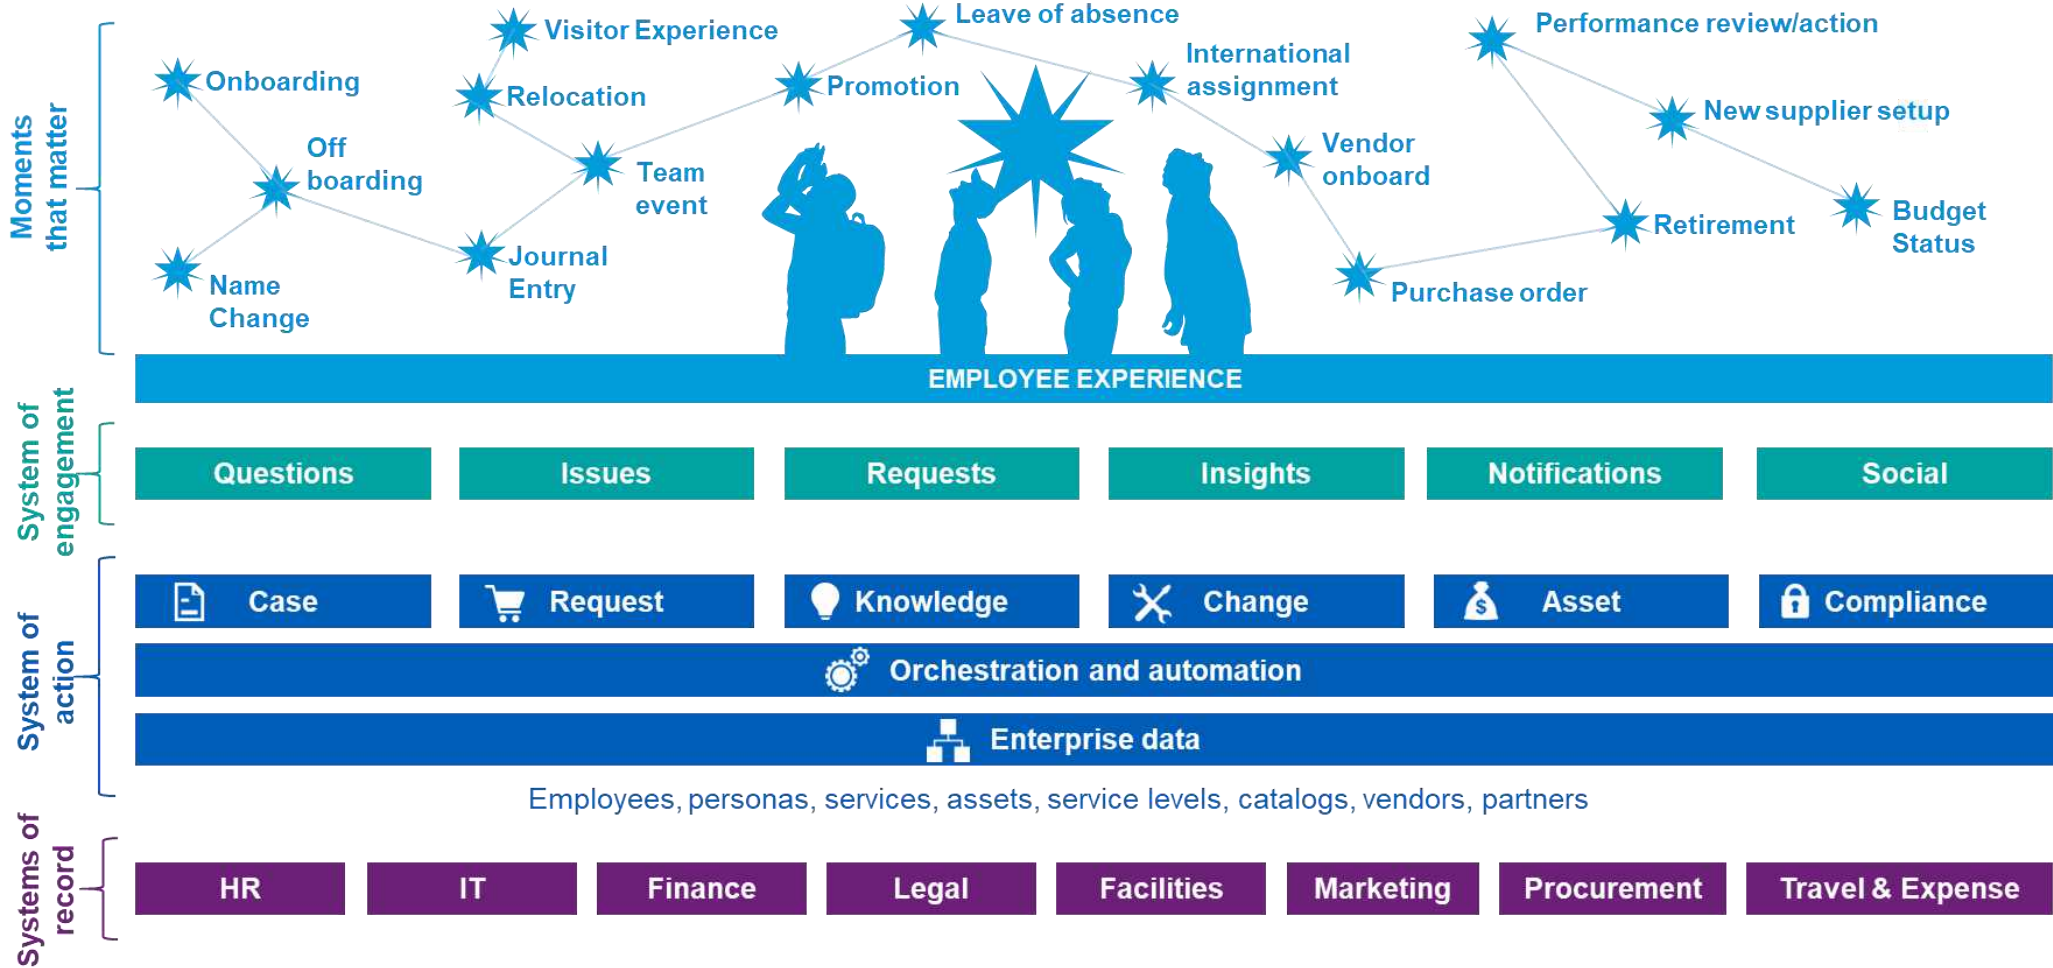 Moments
that matter
Visitor Experience
Leave of absence
Performance review/action
Onboarding
Relocation
Promotion
International
assignment
New supplier setup
Off
boarding
Team
event
Vendor
onboard
Retirement
Budget
Status
Name
Change
Journal
Entry
Purchase order
EMPLOYEE EXPERIENCE
System of
engagement
Questions
Issues
Requests
Insights
Notifications
Social
System of
action
Case
Request
Knowledge
Change
$
Asset
Compliance
Orchestration and automation
Enterprise data
Employees, personas, services, assets, service levels, catalogs, vendors, partners
Systems of
record
HR
IT
Finance
Legal
Facilities
Marketing
Procurement
Travel & Expense